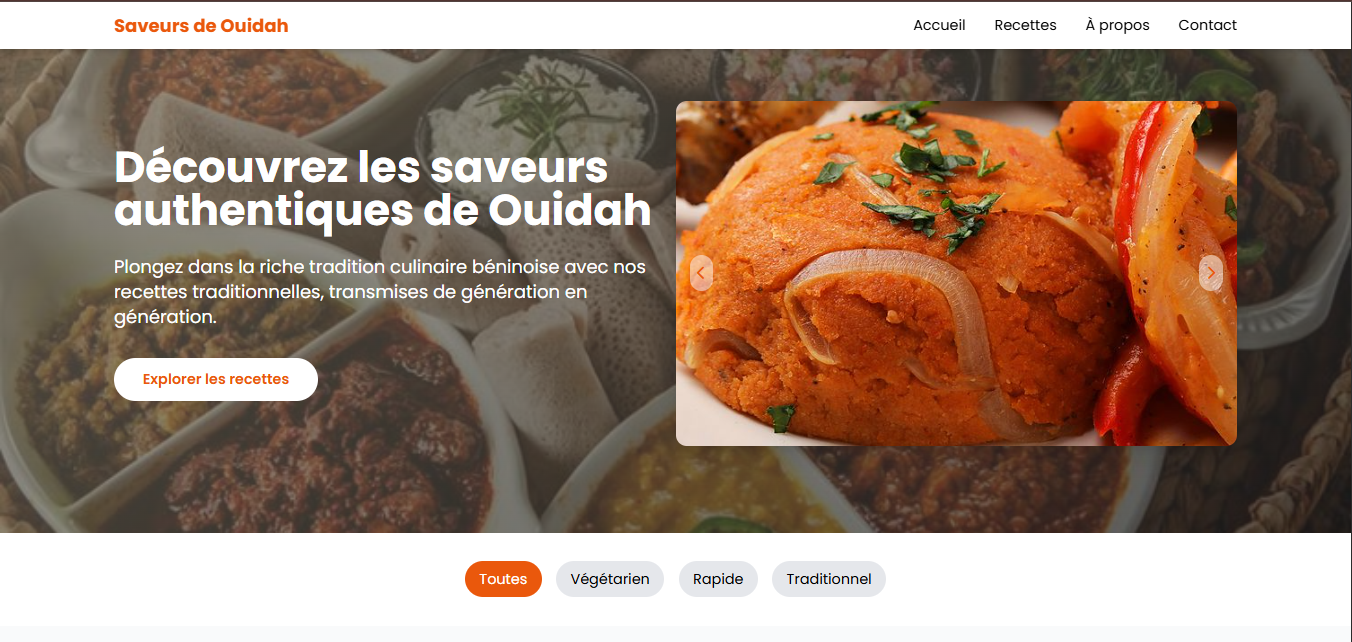 Saveurs de Ouidah
Accueil
Recettes
À propos
Contact
Découvrez les saveurs
authentiques de Ouidah
Plongez dans la riche tradition culinaire béninoise avec nos
recettes traditionnelles, transmises de génération en
génération.
Explorer les recettes
Toutes
Végétarien
Rapide
Traditionnel